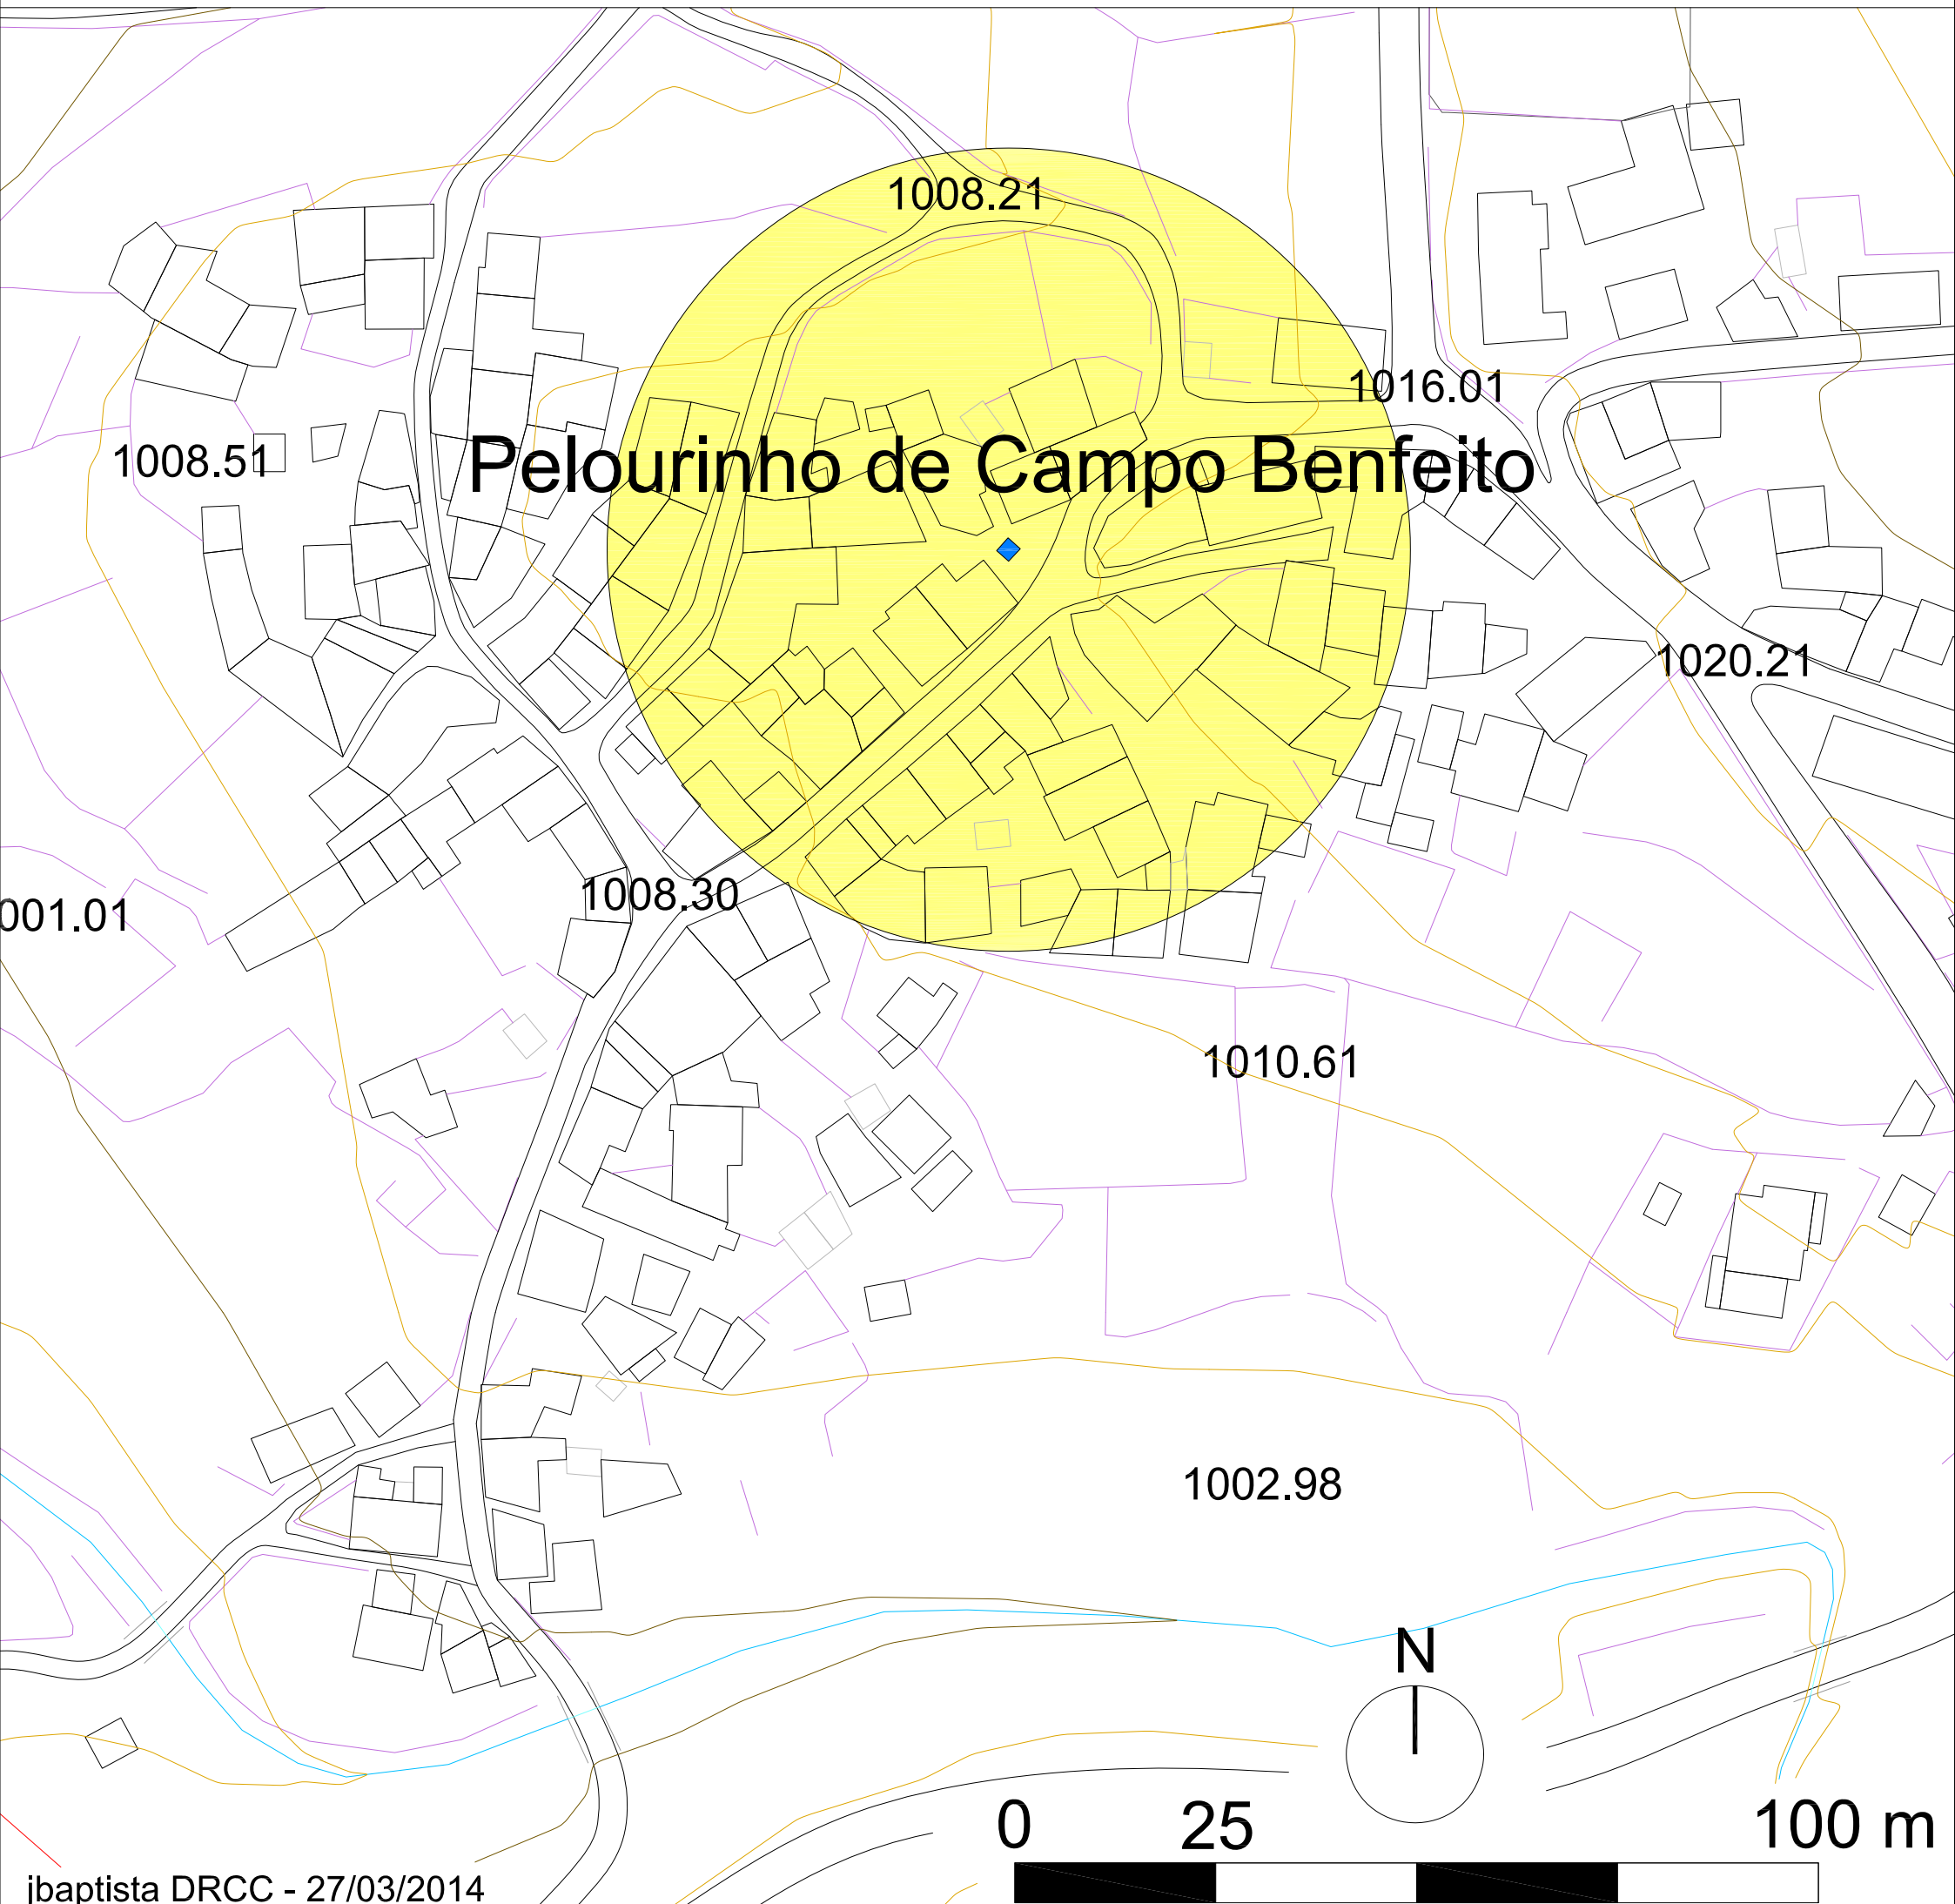 1008.21
1016.01
Pelourinho de Campo Benfeito
1008.51
1020.21
1008.30
001.01
1010.61
1002.98
N
0 25 100 m
jbaptista DRCC - 27/03/2014